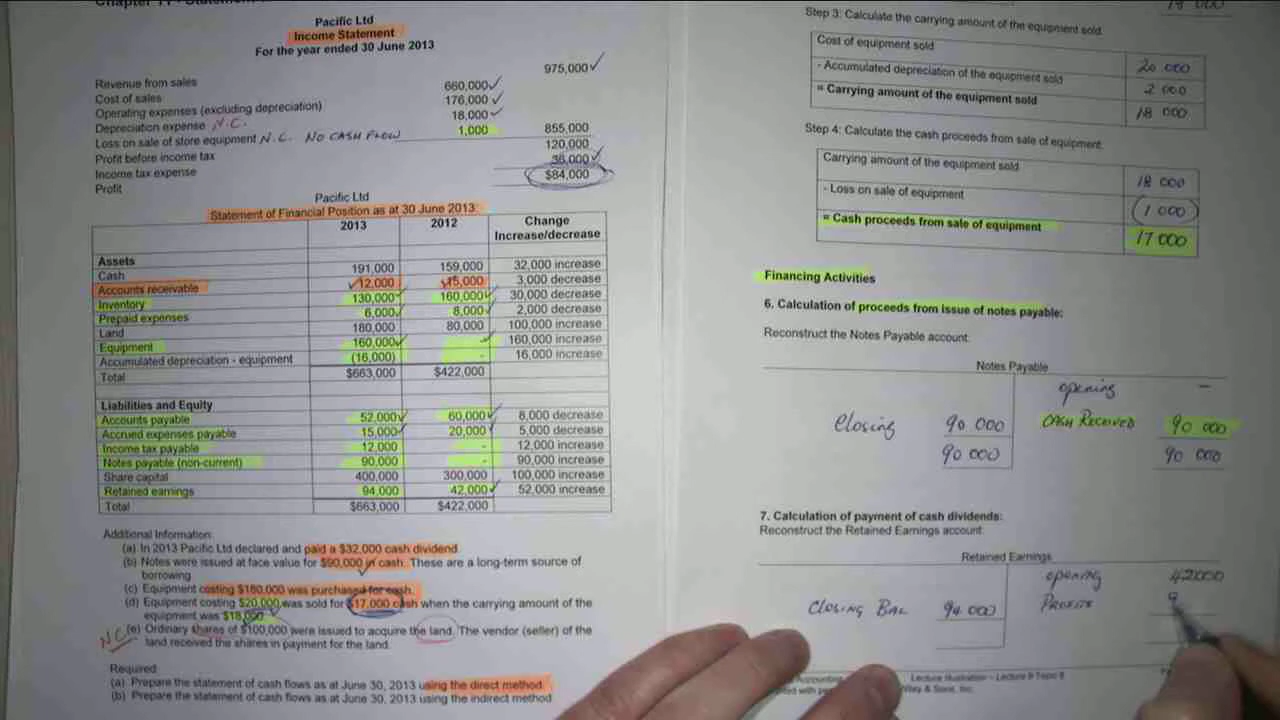 Pacific Ltd
Income Statement
For the year ended 30 June 2013
Revenue from sales 975,000
Cost of sales 660,000
Operating expenses (excluding depreciation) 176,000
Depreciation expense N.C. 18,000
Loss on sale of store equipment N.C. NO CASH FLOW 1,000 855,000
Profit before income tax 120,000
Income tax expense 36,000
Profit $84,000
Pacific Ltd
Statement of Financial Position as at 30 June 2013
2013 2012 Change
Increase/decrease
Assets
Cash 191,000 159,000 32,000 increase
Accounts receivable 12,000 15,000 3,000 decrease
Inventory 130,000 160,000 30,000 decrease
Prepaid expenses 6,000 8,000 2,000 decrease
Land 180,000 80,000 100,000 increase
Equipment 160,000 - 160,000 increase
Accumulated depreciation - equipment (16,000) - 16,000 increase
Total $663,000 $422,000
Liabilities and Equity
Accounts payable 52,000 60,000 8,000 decrease
Accrued expenses payable 15,000 20,000 5,000 decrease
Income tax payable 12,000 - 12,000 increase
Notes payable (non-current) 90,000 - 90,000 increase
Share capital 400,000 300,000 100,000 increase
Retained earnings 94,000 42,000 52,000 increase
Total $663,000 $422,000
Additional Information:
(a) In 2013 Pacific Ltd declared and paid a $32,000 cash dividend.
(b) Notes were issued at face value for $90,000 in cash. These are a long-term source of
borrowing
(c) Equipment costing $180,000 was purchased for cash.
(d) Equipment costing $20,000 was sold for $17,000 cash when the carrying amount of the
equipment was $18,000
N.C. (e) Ordinary shares of $100,000 were issued to acquire the land. The vendor (seller) of the
land received the shares in payment for the land.
Required:
(a) Prepare the statement of cash flows as at June 30, 2013 using the direct method.
(b) Prepare the statement of cash flows as at June 30, 2013 using the indirect method
Step 3: Calculate the carrying amount of the equipment sold
Cost of equipment sold 20 000
- Accumulated depreciation of the equipment sold 2 000
= Carrying amount of the equipment sold 18 000
Step 4: Calculate the cash proceeds from sale of equipment:
Carrying amount of the equipment sold 18 000
- Loss on sale of equipment (1 000)
= Cash proceeds from sale of equipment 17 000
Financing Activities
6. Calculation of proceeds from issue of notes payable:
Reconstruct the Notes Payable account:
Notes Payable
opening -
Closing 90 000 CASH RECEIVED 90 000
90 000 90 000
7. Calculation of payment of cash dividends:
Reconstruct the Retained Earnings account:
Retained Earnings
opening 42000
CLOSING BAL 94 000 PROFITS
Lecture Illustration – Lecture 9 Topic 8
Wiley & Sons, Inc.